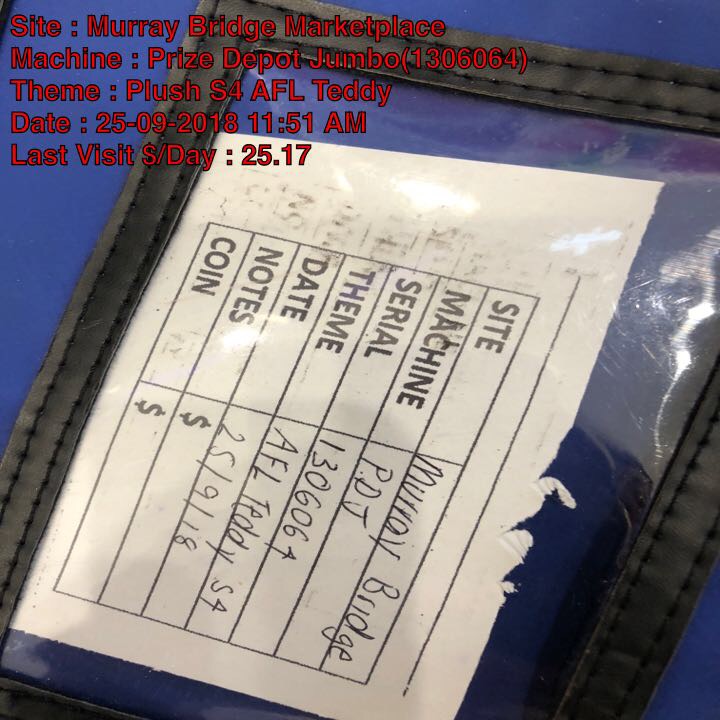 Site : Murray Bridge Marketplace
Machine : Prize Depot Jumbo(1306064)
Theme : Plush S4 AFL Teddy
Date : 25-09-2018 11:51 AM
Last Visit $/Day : 25.17
SITE Murray Bridge
MACHINE P.D.J
SERIAL 1306064
THEME AFL Teddy S4
DATE 25/9/18
NOTES $
COIN $